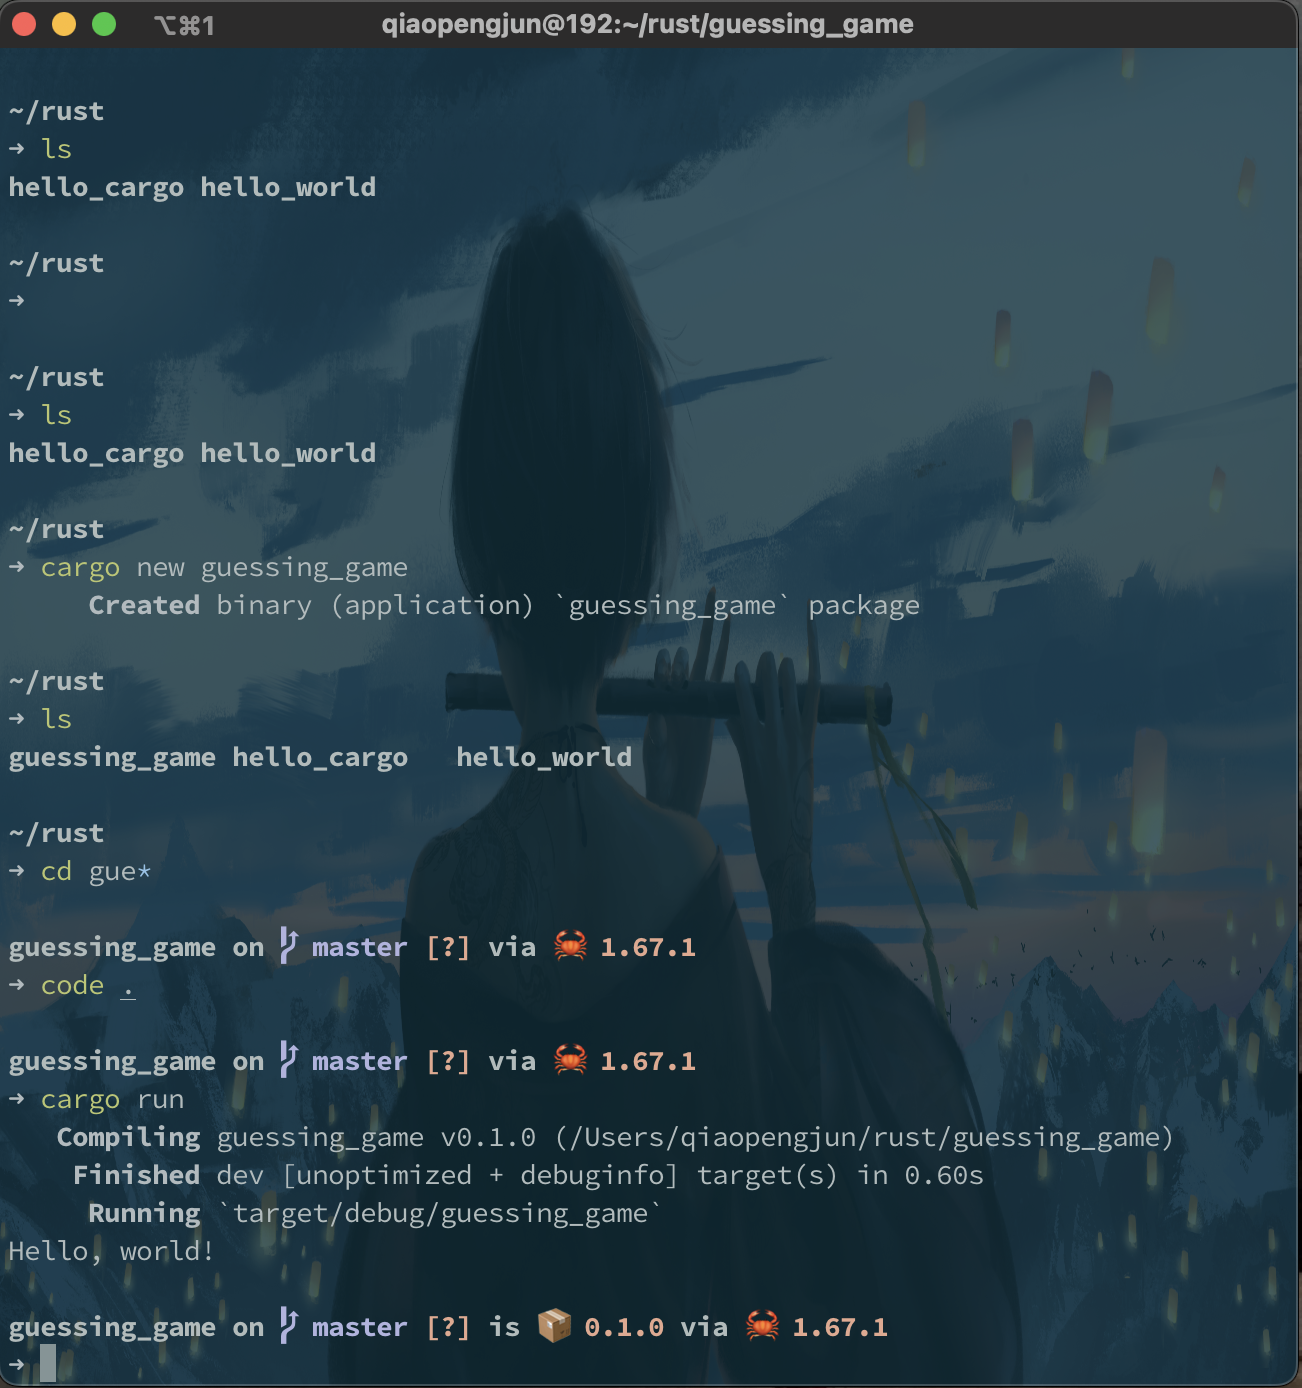 ⌥⌘1 qiaopengjun@192:~/rust/guessing_game
~/rust
→ ls
hello_cargo hello_world
~/rust
→
~/rust
→ ls
hello_cargo hello_world
~/rust
→ cargo new guessing_game
Created binary (application) `guessing_game` package
~/rust
→ ls
guessing_game hello_cargo hello_world
~/rust
→ cd gue*
guessing_game on master [?] via 🦀 1.67.1
→ code .
guessing_game on master [?] via 🦀 1.67.1
→ cargo run
Compiling guessing_game v0.1.0 (/Users/qiaopengjun/rust/guessing_game)
Finished dev [unoptimized + debuginfo] target(s) in 0.60s
Running `target/debug/guessing_game`
Hello, world!
guessing_game on master [?] is 📦 0.1.0 via 🦀 1.67.1
→